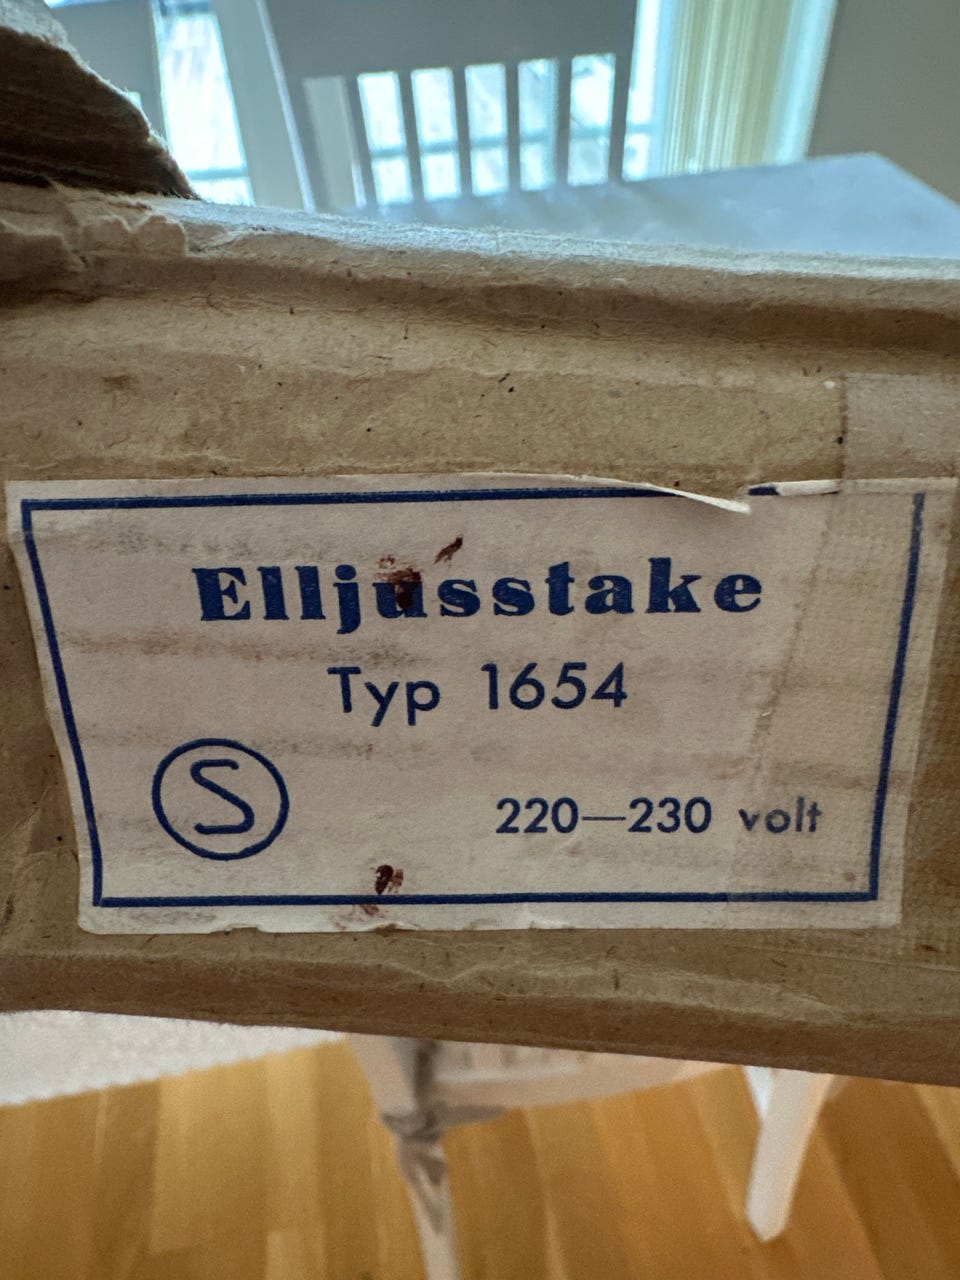 Elljusstake
Typ 1654
S
220—230 volt